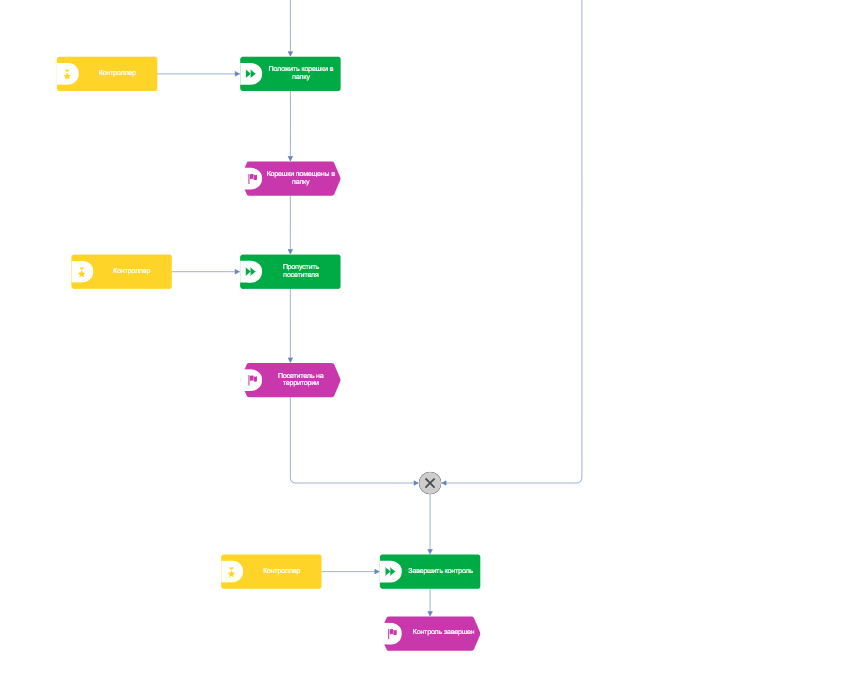 Контроллер
Положить корешки в
папку
Корешки помещены в
папку
Контроллер
Пропустить
посетителя
Посетитель на
территории
Контроллер
Завершить контроль
Контроль завершен